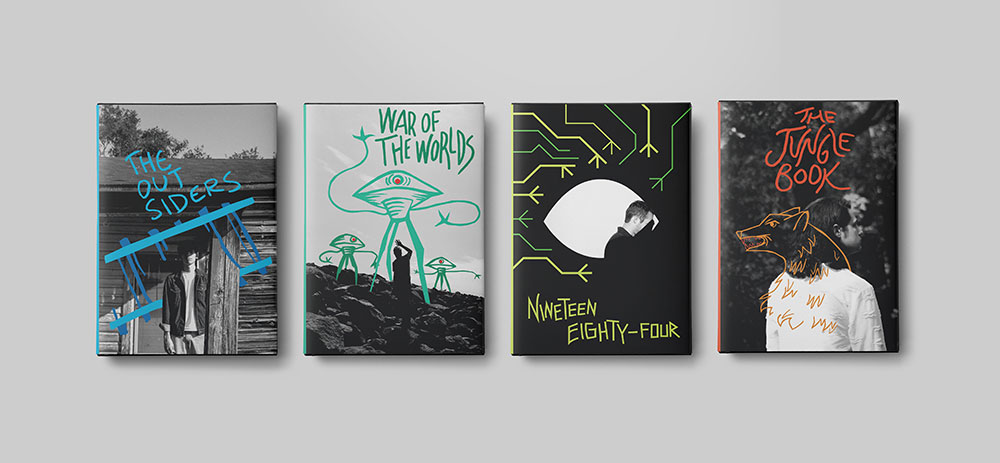 THE
OUT
SIDERS
WAR OF
THE WORLDS
NINETEEN
EIGHTY-FOUR
THE
JUNGLE
BOOK